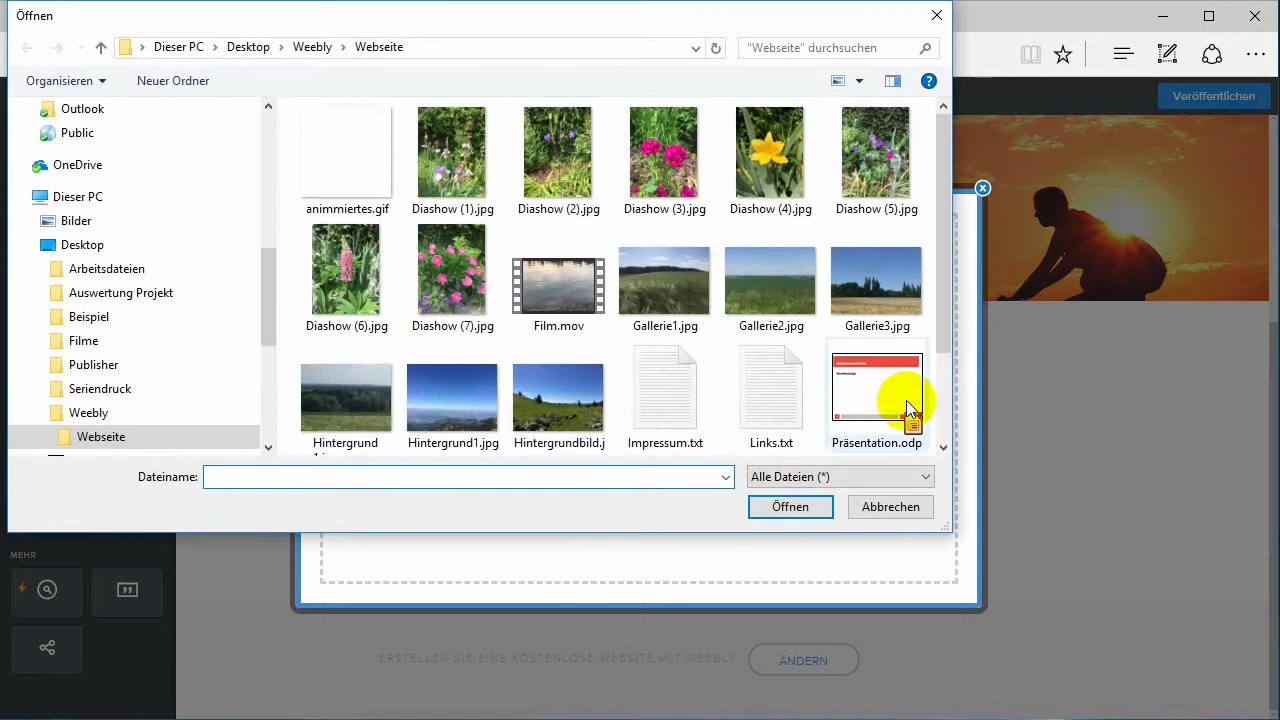 Öffnen
Dieser PC
Desktop
Weebly
Webseite
"Webseite" durchsuchen
Organisieren
Neuer Ordner
Veröffentlichen
Outlook
Public
OneDrive
Dieser PC
Bilder
Desktop
Arbeitsdateien
Auswertung Projekt
Beispiel
Filme
Publisher
Seriendruck
Weebly
Webseite
animmiertes.gif
Diashow (1).jpg
Diashow (2).jpg
Diashow (3).jpg
Diashow (4).jpg
Diashow (5).jpg
Diashow (6).jpg
Diashow (7).jpg
Film.mov
Gallerie1.jpg
Gallerie2.jpg
Gallerie3.jpg
Hintergrund
Hintergrund1.jpg
Hintergrundbild.j
Impressum.txt
Links.txt
Präsentation.odp
Dateiname:
Alle Dateien (*)
Öffnen
Abbrechen
MEHR
ERSTELLEN SIE EINE KOSTENLOSE WEBSITE MIT WEEBLY
ÄNDERN